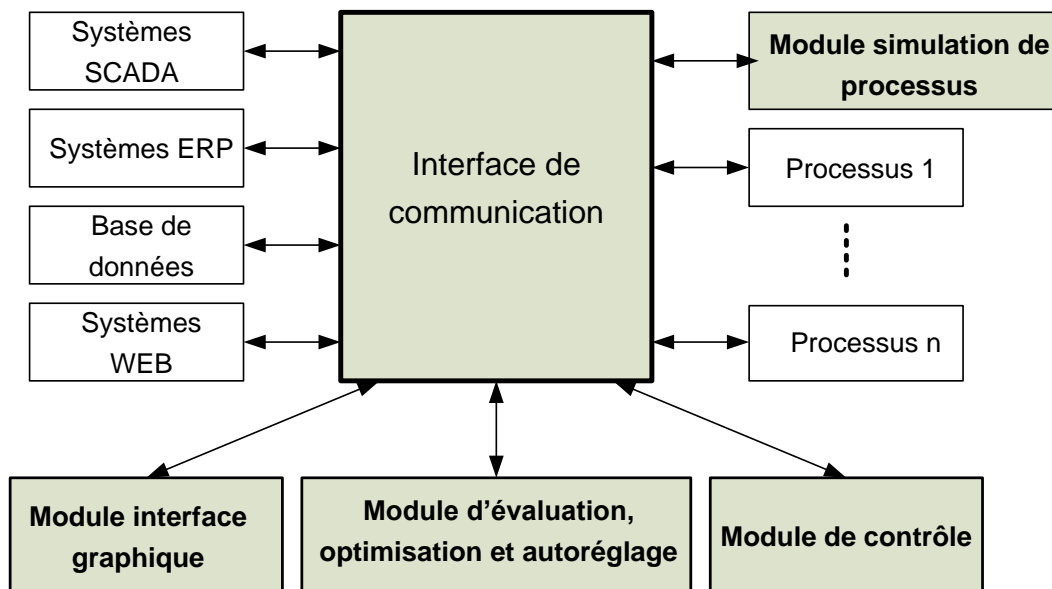 Systèmes
SCADA
Systèmes ERP
Base de
données
Systèmes
WEB
Interface de
communication
Module simulation de
processus
Processus 1
Processus n
Module interface
graphique
Module d’évaluation,
optimisation et autoréglage
Module de contrôle